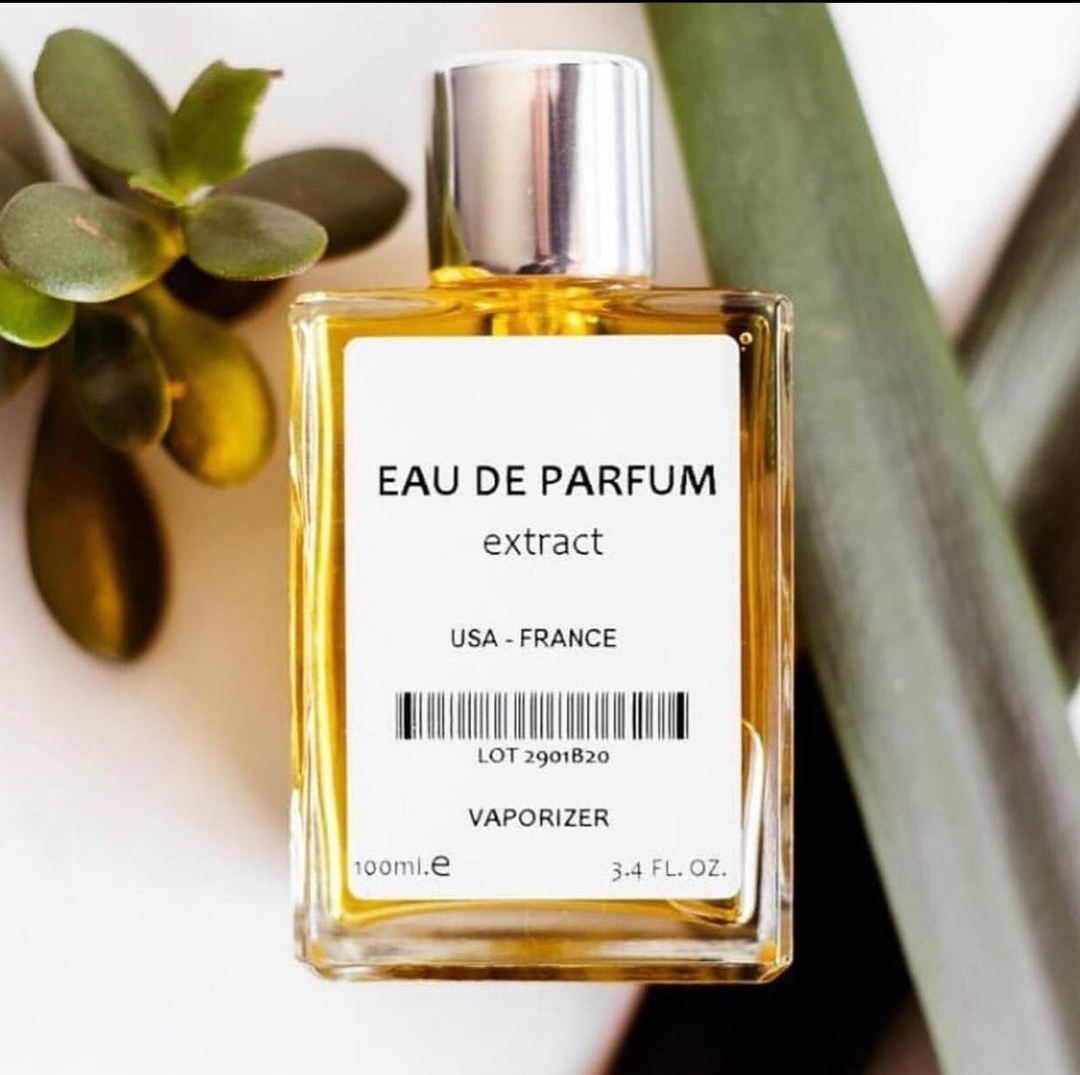 EAU DE PARFUM
extract
USA - FRANCE
LOT 2901B20
VAPORIZER
100ml.e 3.4 FL. OZ.